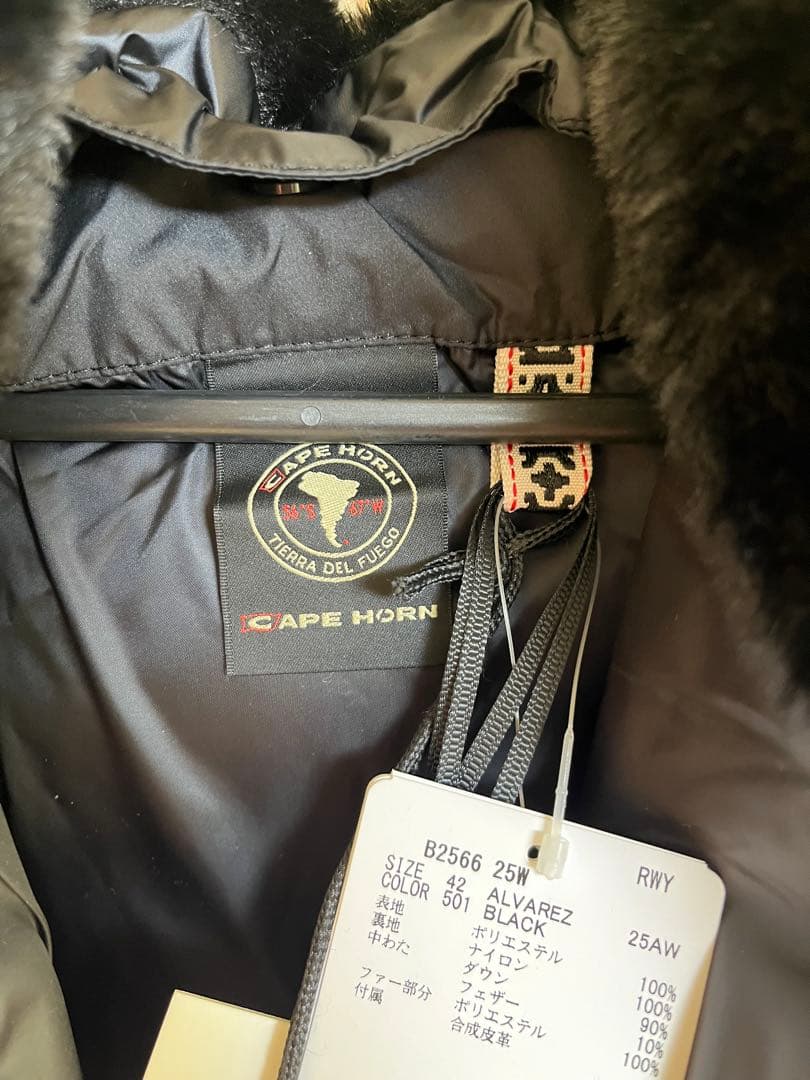 CAPE HORN
56°S 67°W
TIERRA DEL FUEGO
CAPE HORN
B2566 25W RWY
SIZE 42 ALVAREZ
COLOR 501 BLACK 25AW
表地 ポリエステル 100%
裏地 ナイロン 100%
中わた ダウン 90%
フェザー 10%
ファー部分 ポリエステル 100%
付属 合成皮革